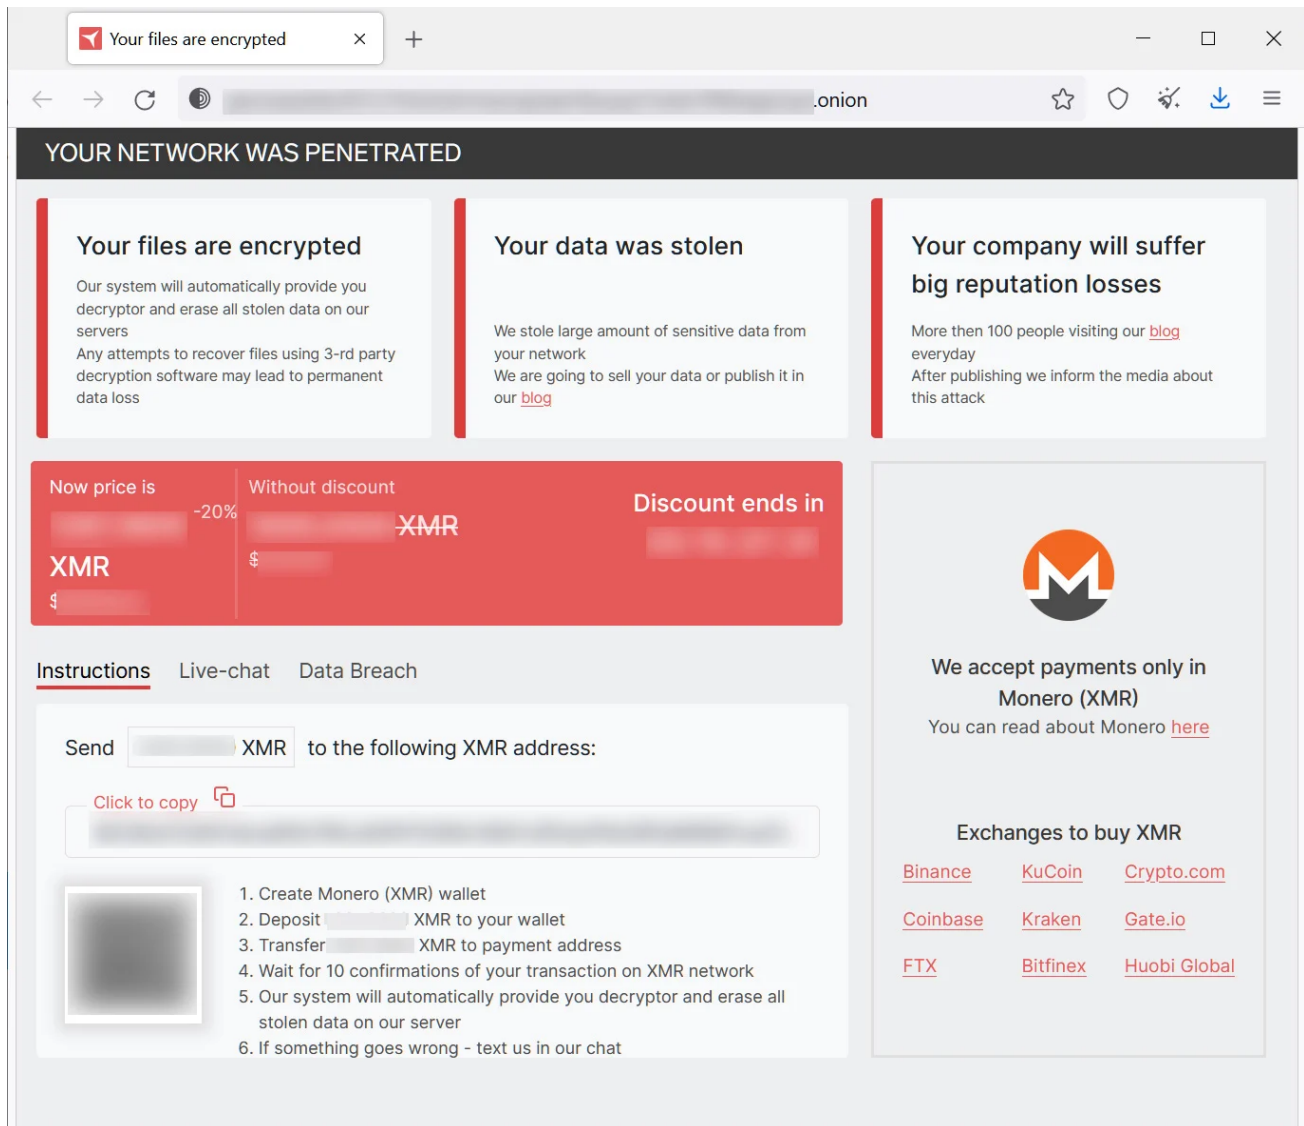 Your files are encrypted
.onion
YOUR NETWORK WAS PENETRATED
Your files are encrypted
Our system will automatically provide you
decryptor and erase all stolen data on our
servers
Any attempts to recover files using 3-rd party
decryption software may lead to permanent
data loss
Your data was stolen
We stole large amount of sensitive data from
your network
We are going to sell your data or publish it in
our blog
Your company will suffer
big reputation losses
More then 100 people visiting our blog
everyday
After publishing we inform the media about
this attack
Now price is
-20%
XMR
$
Without discount
XMR
$
Discount ends in
Instructions Live-chat Data Breach
Send XMR to the following XMR address:
Click to copy
1. Create Monero (XMR) wallet
2. Deposit XMR to your wallet
3. Transfer XMR to payment address
4. Wait for 10 confirmations of your transaction on XMR network
5. Our system will automatically provide you decryptor and erase all
stolen data on our server
6. If something goes wrong - text us in our chat
We accept payments only in
Monero (XMR)
You can read about Monero here
Exchanges to buy XMR
Binance KuCoin Crypto.com
Coinbase Kraken Gate.io
FTX Bitfinex Huobi Global